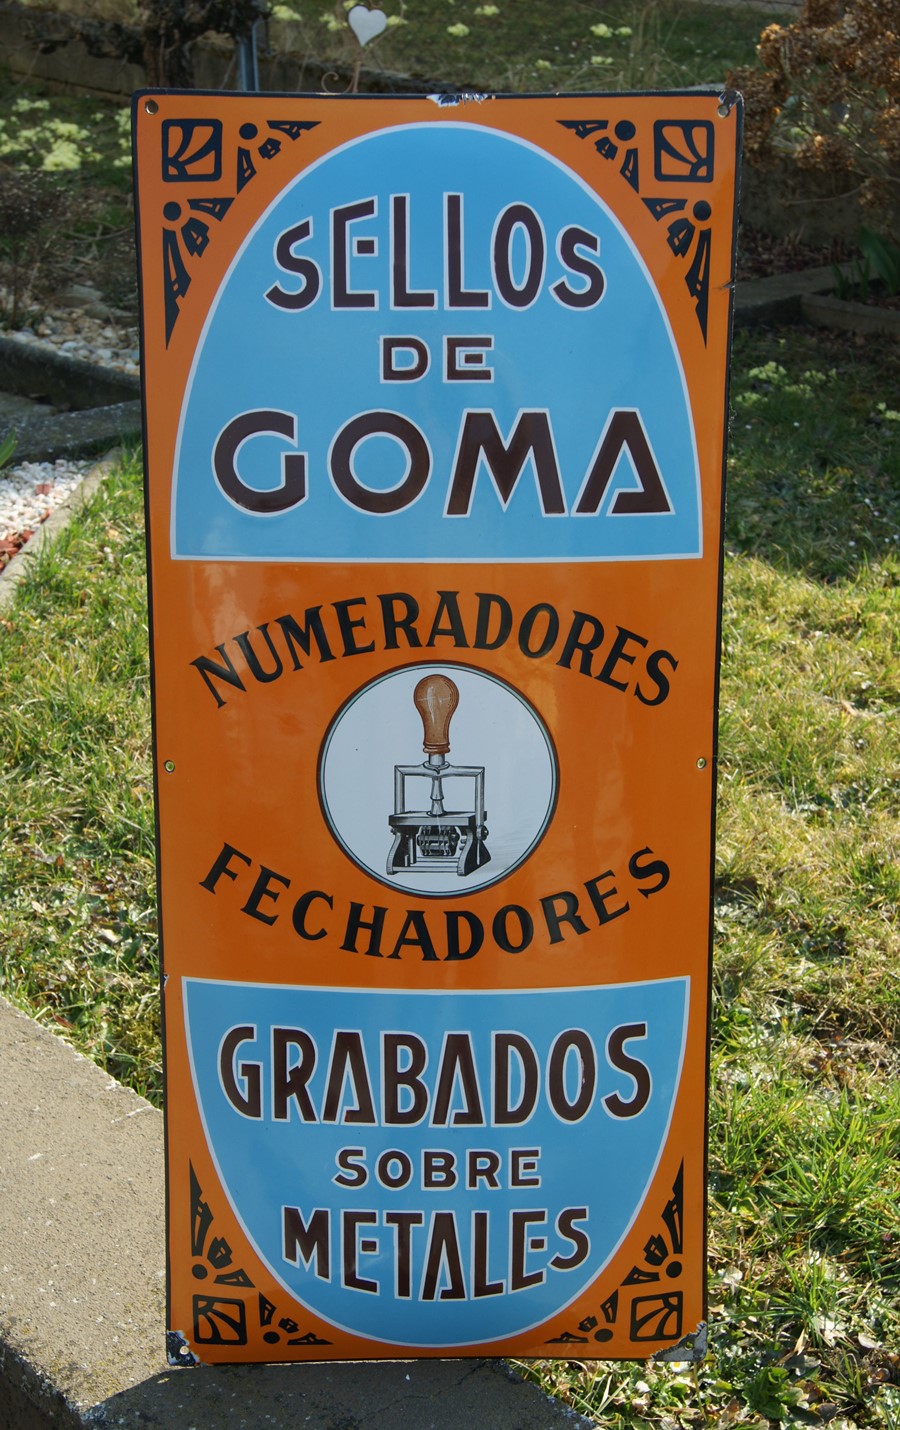 SELLOS
DE
GOMA
NUMERADORES
FECHADORES
GRABADOS
SOBRE
METALES